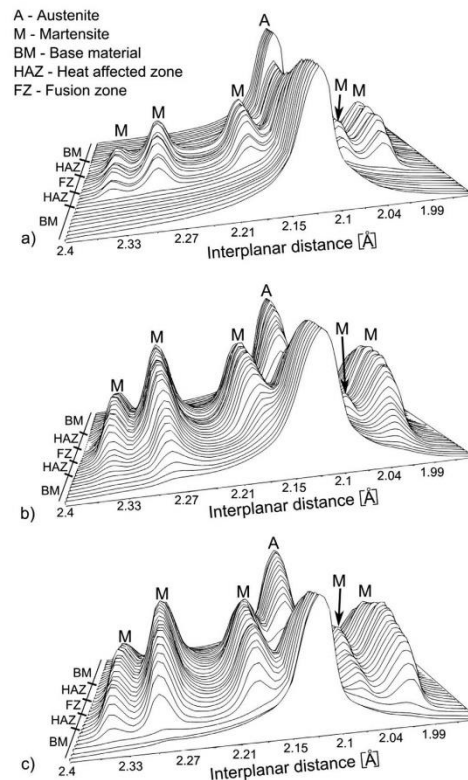 A - Austenite
M - Martensite
BM - Base material
HAZ - Heat affected zone
FZ - Fusion zone
A
M
M
M
M
M
BM
HAZ
FZ
HAZ
BM
a)
2.4
2.33
2.27
2.21
2.15
2.1
2.04
1.99
Interplanar distance [Å]
A
M
M
M
M
M
BM
HAZ
FZ
HAZ
BM
b)
2.4
2.33
2.27
2.21
2.15
2.1
2.04
1.99
Interplanar distance [Å]
A
M
M
M
M
M
BM
HAZ
FZ
HAZ
BM
c)
2.4
2.33
2.27
2.21
2.15
2.1
2.04
1.99
Interplanar distance [Å]